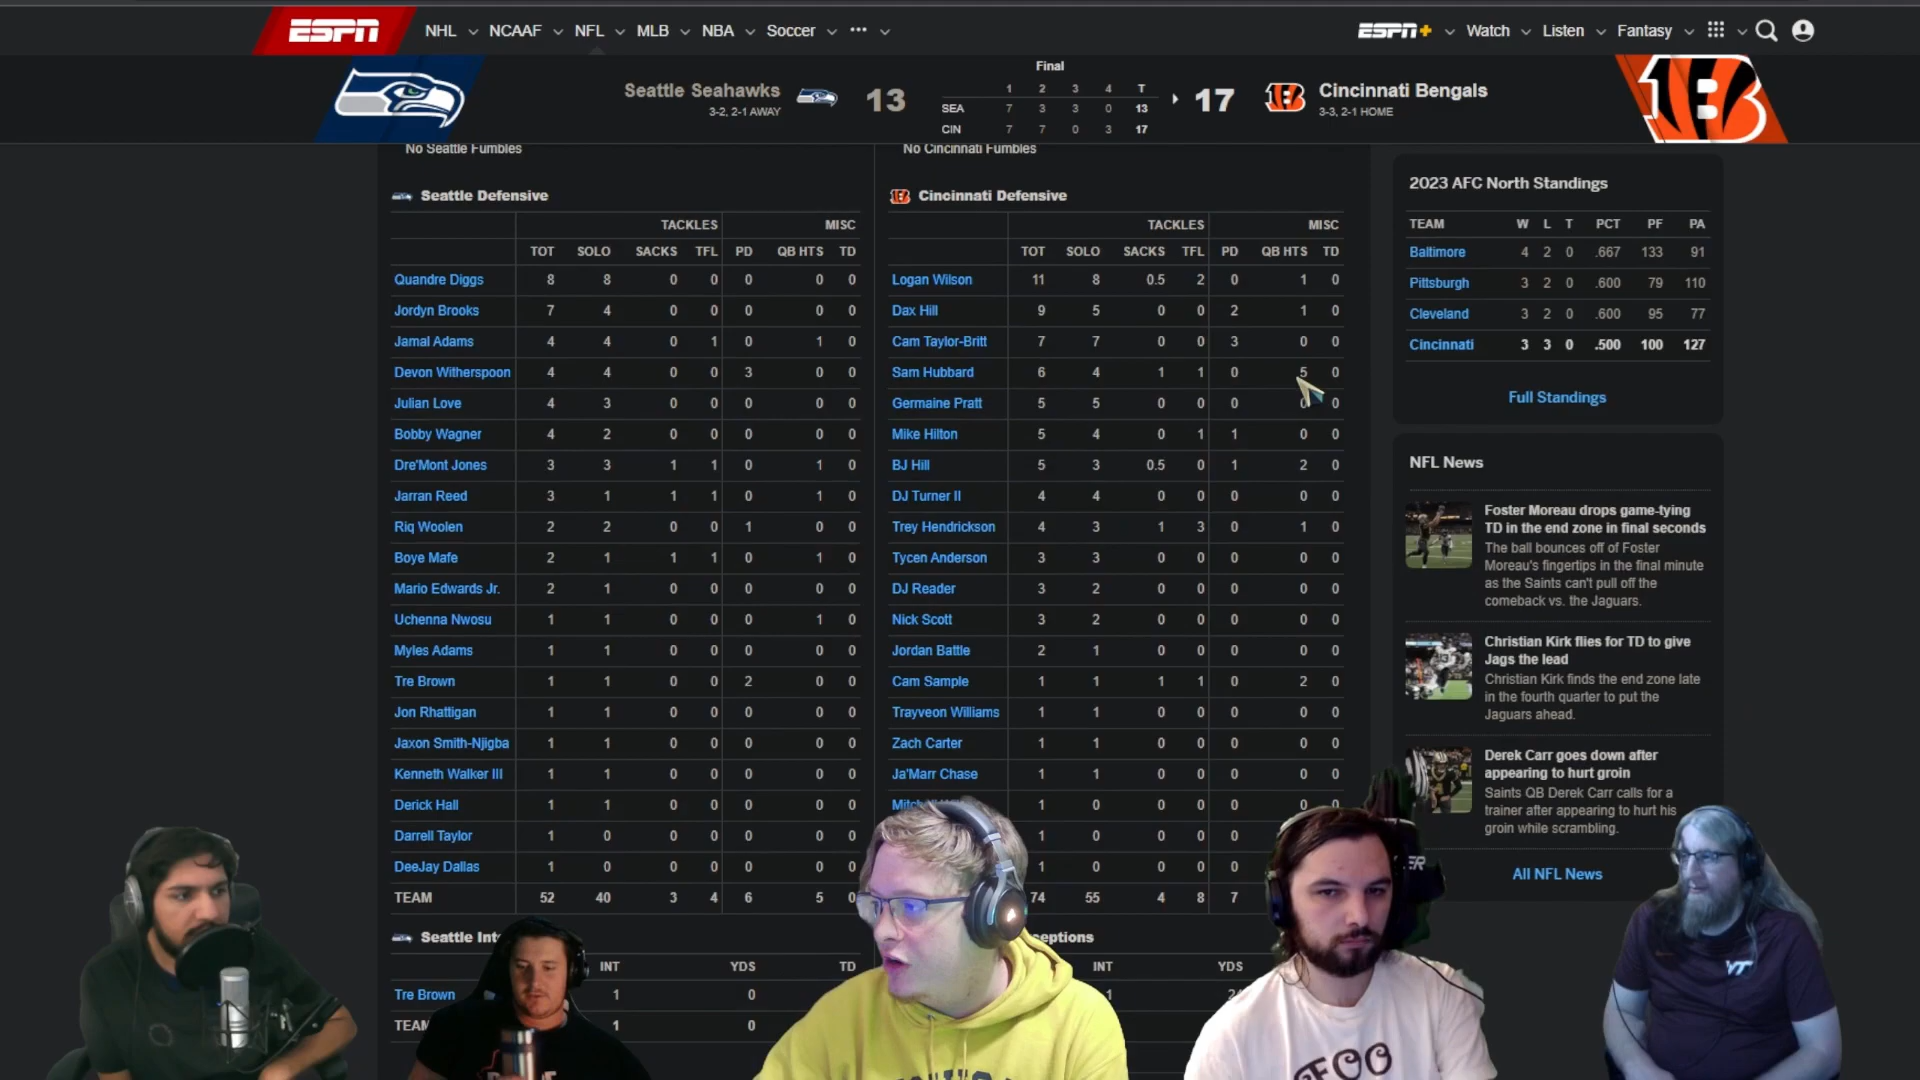 ESPN NHL NCAAF NFL MLB NBA Soccer ••• ESPN+ Watch Listen Fantasy
Final
Seattle Seahawks 13 1 2 3 4 T 17 Cincinnati Bengals
3-2, 2-1 AWAY SEA 7 3 3 0 13 3-3, 2-1 HOME
CIN 7 7 0 3 17
No Seattle Fumbles
Seattle Defensive
TACKLES MISC
TOT SOLO SACKS TFL PD QB HTS TD
Quandre Diggs 8 8 0 0 0 0 0
Jordyn Brooks 7 4 0 0 0 0 0
Jamal Adams 4 4 0 1 0 1 0
Devon Witherspoon 4 4 0 0 3 0 0
Julian Love 4 3 0 0 0 0 0
Bobby Wagner 4 2 0 0 0 0 0
Dre'Mont Jones 3 3 1 1 0 1 0
Jarran Reed 3 1 1 1 0 1 0
Riq Woolen 2 2 0 0 1 0 0
Boye Mafe 2 1 1 1 0 1 0
Mario Edwards Jr. 2 1 0 0 0 0 0
Uchenna Nwosu 1 1 0 0 0 1 0
Myles Adams 1 1 0 0 0 0 0
Tre Brown 1 1 0 0 2 0 0
Jon Rhattigan 1 1 0 0 0 0 0
Jaxon Smith-Njigba 1 1 0 0 0 0 0
Kenneth Walker III 1 1 0 0 0 0 0
Derick Hall 1 1 0 0 0 0 0
Darrell Taylor 1 0 0 0 0 0 0
DeeJay Dallas 1 0 0 0 0 0 0
TEAM 52 40 3 4 6 5 0
Seattle Int
INT YDS TD
Tre Brown 1 0
TEAM 1 0
No Cincinnati Fumbles
Cincinnati Defensive
TACKLES MISC
TOT SOLO SACKS TFL PD QB HTS TD
Logan Wilson 11 8 0.5 2 0 1 0
Dax Hill 9 5 0 0 2 1 0
Cam Taylor-Britt 7 7 0 0 3 0 0
Sam Hubbard 6 4 1 1 0 5 0
Germaine Pratt 5 5 0 0 0 0 0
Mike Hilton 5 4 0 1 1 0 0
BJ Hill 5 3 0.5 0 1 2 0
DJ Turner II 4 4 0 0 0 0 0
Trey Hendrickson 4 3 1 3 0 1 0
Tycen Anderson 3 3 0 0 0 0 0
DJ Reader 3 2 0 0 0 0 0
Nick Scott 3 2 0 0 0 0 0
Jordan Battle 2 1 0 0 0 0 0
Cam Sample 1 1 1 1 0 2 0
Trayveon Williams 1 1 0 0 0 0 0
Zach Carter 1 1 0 0 0 0 0
Ja'Marr Chase 1 1 0 0 0 0 0
1 0 0 0 0 0 0
1 0 0 0 0
1 0 0 0 0
74 55 4 8 7
eptions
INT YDS
1
2023 AFC North Standings
TEAM W L T PCT PF PA
Baltimore 4 2 0 .667 133 91
Pittsburgh 3 2 0 .600 79 110
Cleveland 3 2 0 .600 95 77
Cincinnati 3 3 0 .500 100 127
Full Standings
NFL News
Foster Moreau drops game-tying
TD in the end zone in final seconds
The ball bounces off of Foster
Moreau's fingertips in the final minute
as the Saints can't pull off the
comeback vs. the Jaguars.
Christian Kirk flies for TD to give
Jags the lead
Christian Kirk finds the end zone late
in the fourth quarter to put the
Jaguars ahead.
Derek Carr goes down after
appearing to hurt groin
Saints QB Derek Carr calls for a
trainer after appearing to hurt his
groin while scrambling.
All NFL News
VT
FOO